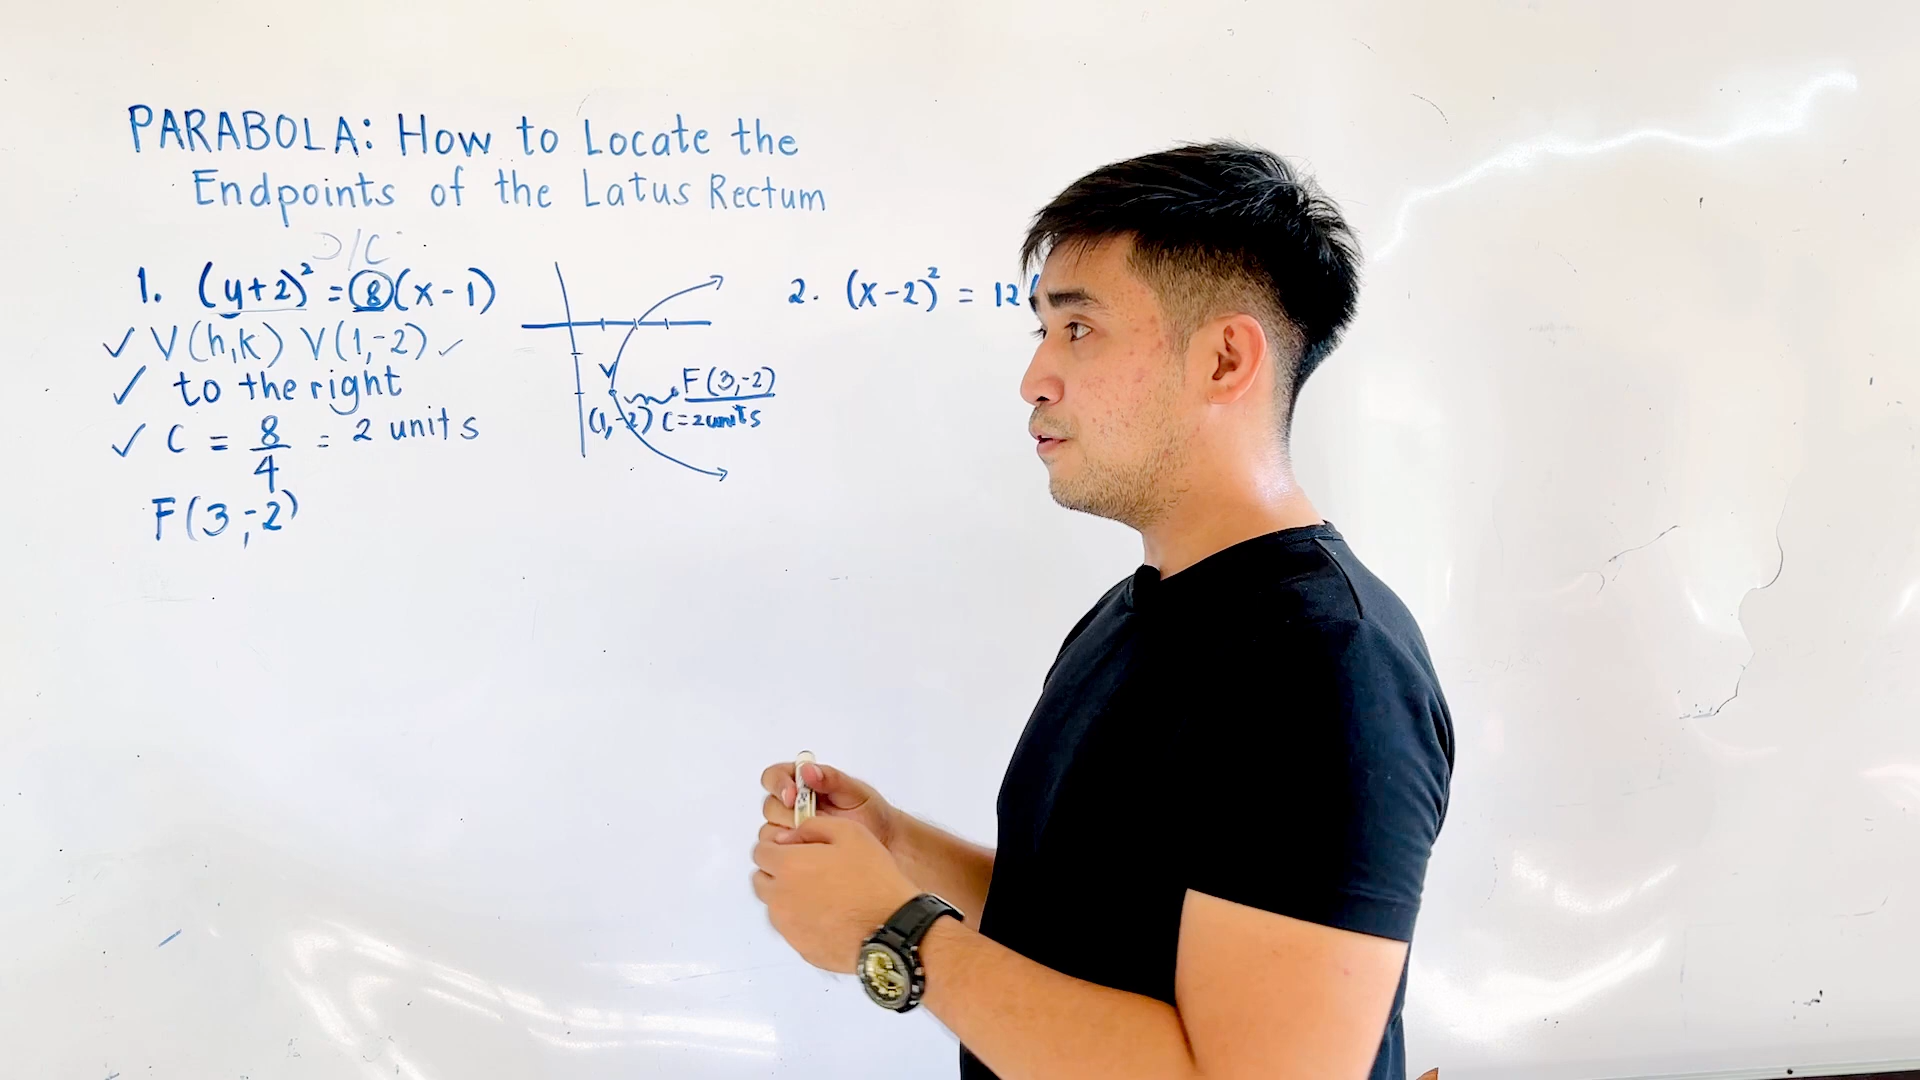 PARABOLA: How to Locate the
Endpoints of the Latus Rectum
D/C
1. (y+2)² = 8(x-1)
✓ V(h,k) V(1,-2) ✓
✓ to the right
✓ C = 8/4 = 2 units
F(3,-2)
V
F(3,-2)
(1,-2) C=2units
2. (x-2)² = 12